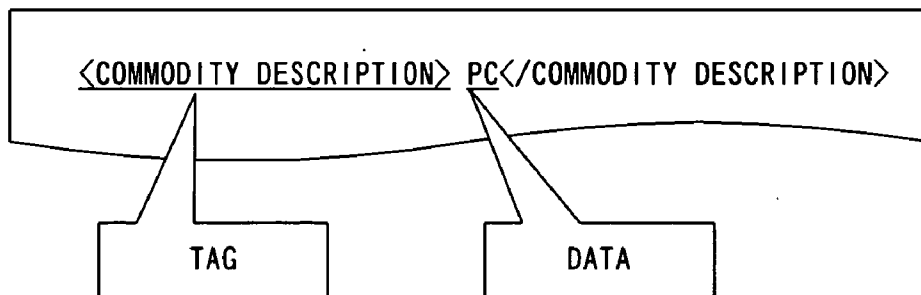 <COMMODITY DESCRIPTION> PC</COMMODITY DESCRIPTION>
TAG
DATA